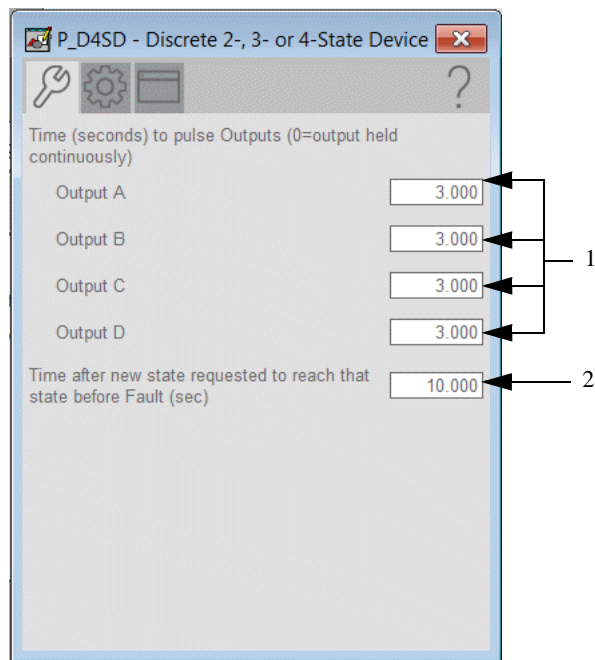 P_D4SD - Discrete 2-, 3- or 4-State Device
?
Time (seconds) to pulse Outputs (0=output held
continuously)
Output A 3.000
Output B 3.000
1
Output C 3.000
Output D 3.000
Time after new state requested to reach that
state before Fault (sec) 10.000
2